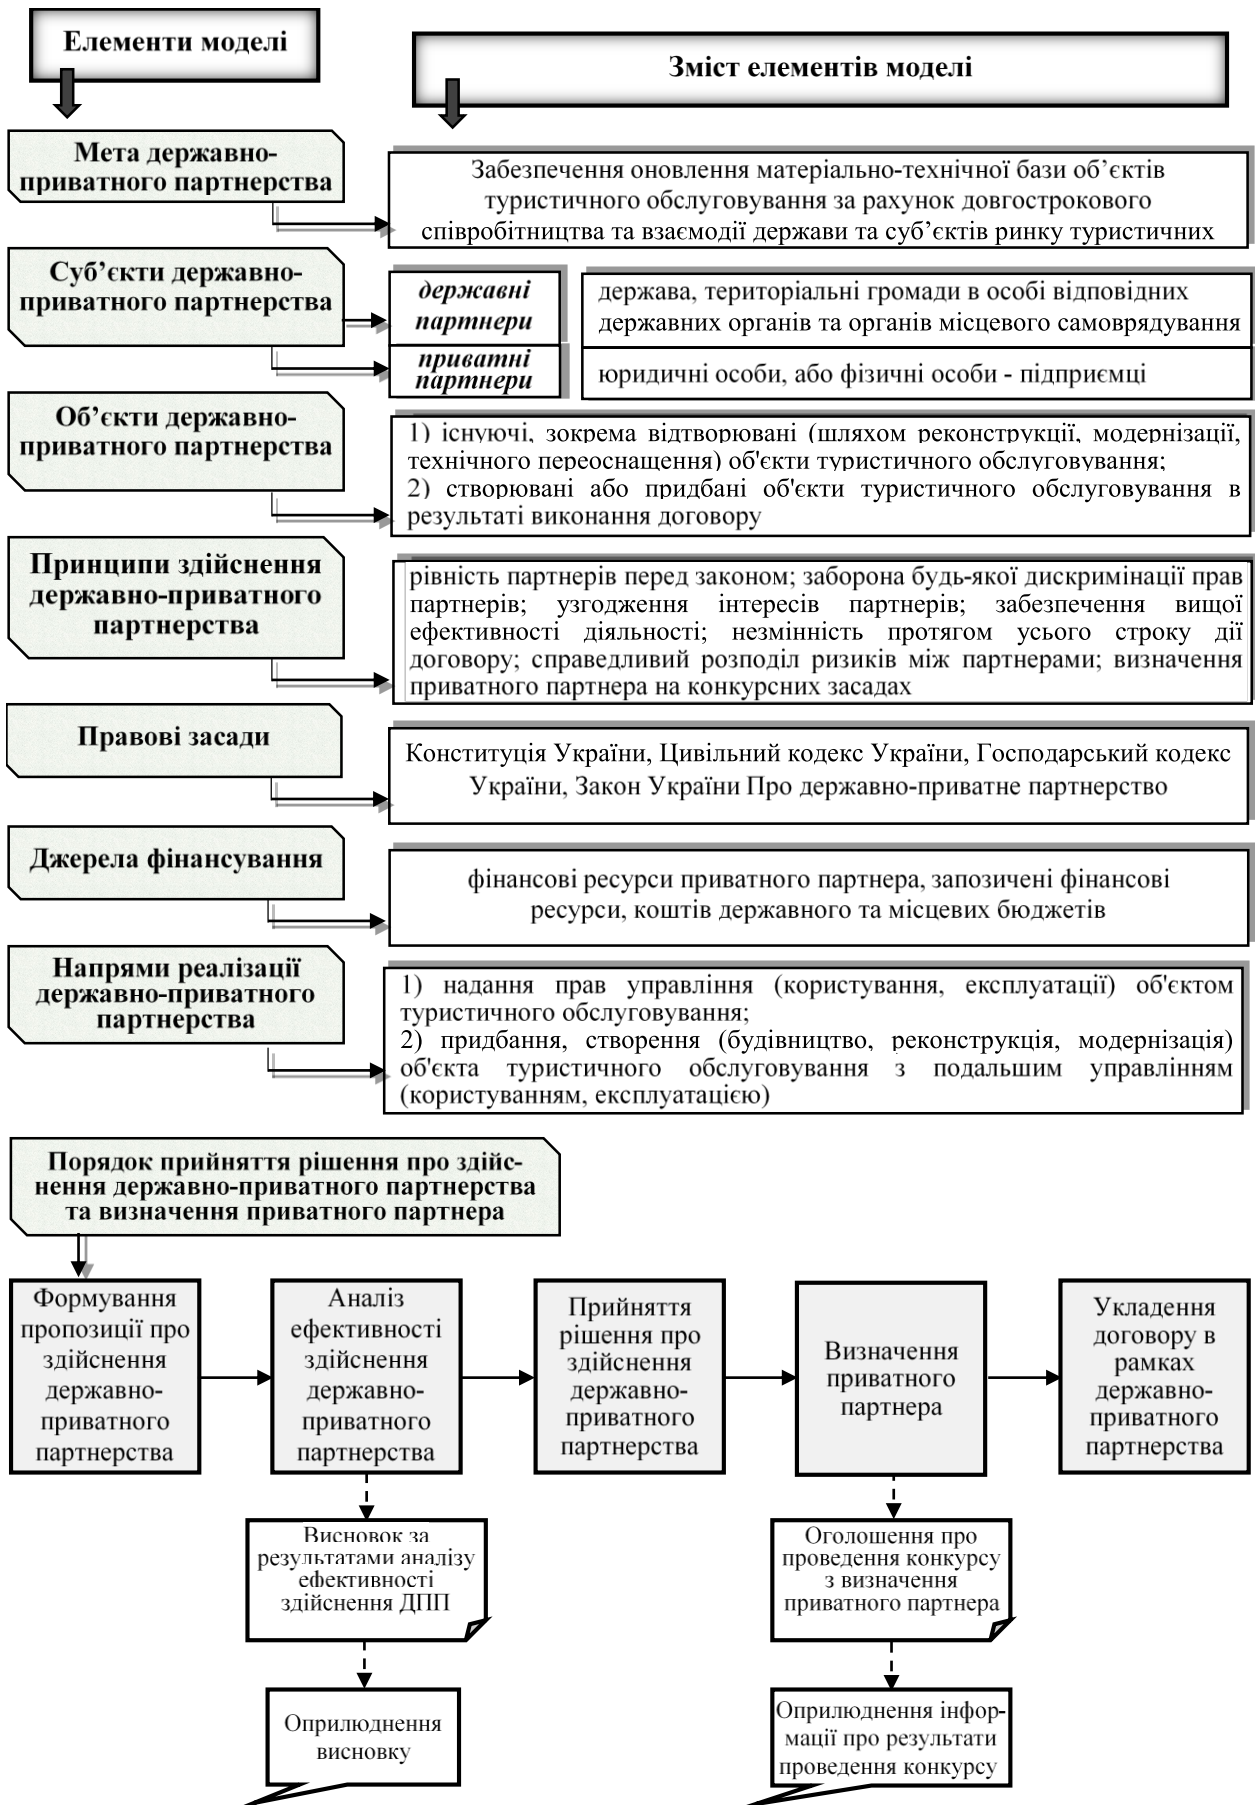 Елементи моделі
Зміст елементів моделі
Мета державно-
приватного партнерства
Забезпечення оновлення матеріально-технічної бази об’єктів
туристичного обслуговування за рахунок довгострокового
співробітництва та взаємодії держави та суб’єктів ринку туристичних
Суб’єкти державно-
приватного партнерства
державні
партнери
держава, територіальні громади в особі відповідних
державних органів та органів місцевого самоврядування
приватні
партнери
юридичні особи, або фізичні особи - підприємці
Об’єкти державно-
приватного партнерства
1) існуючі, зокрема відтворювані (шляхом реконструкції, модернізації,
технічного переоснащення) об'єкти туристичного обслуговування;
2) створювані або придбані об'єкти туристичного обслуговування в
результаті виконання договору
Принципи здійснення
державно-приватного
партнерства
рівність партнерів перед законом; заборона будь-якої дискримінації прав
партнерів; узгодження інтересів партнерів; забезпечення вищої
ефективності діяльності; незмінність протягом усього строку дії
договору; справедливий розподіл ризиків між партнерами; визначення
приватного партнера на конкурсних засадах
Правові засади
Конституція України, Цивільний кодекс України, Господарський кодекс
України, Закон України Про державно-приватне партнерство
Джерела фінансування
фінансові ресурси приватного партнера, запозичені фінансові
ресурси, коштів державного та місцевих бюджетів
Напрями реалізації
державно-приватного
партнерства
1) надання прав управління (користування, експлуатації) об'єктом
туристичного обслуговування;
2) придбання, створення (будівництво, реконструкція, модернізація)
об'єкта туристичного обслуговування з подальшим управлінням
(користуванням, експлуатацією)
Порядок прийняття рішення про здійс-
нення державно-приватного партнерства
та визначення приватного партнера
Формування
пропозиції про
здійснення
державно-
приватного
партнерства
Аналіз
ефективності
здійснення
державно-
приватного
партнерства
Прийняття
рішення про
здійснення
державно-
приватного
партнерства
Визначення
приватного
партнера
Укладення
договору в
рамках
державно-
приватного
партнерства
Висновок за
результатами аналізу
ефективності
здійснення ДПП
Оголошення про
проведення конкурсу
з визначення
приватного партнера
Оприлюднення
висновку
Оприлюднення інфор-
мації про результати
проведення конкурсу